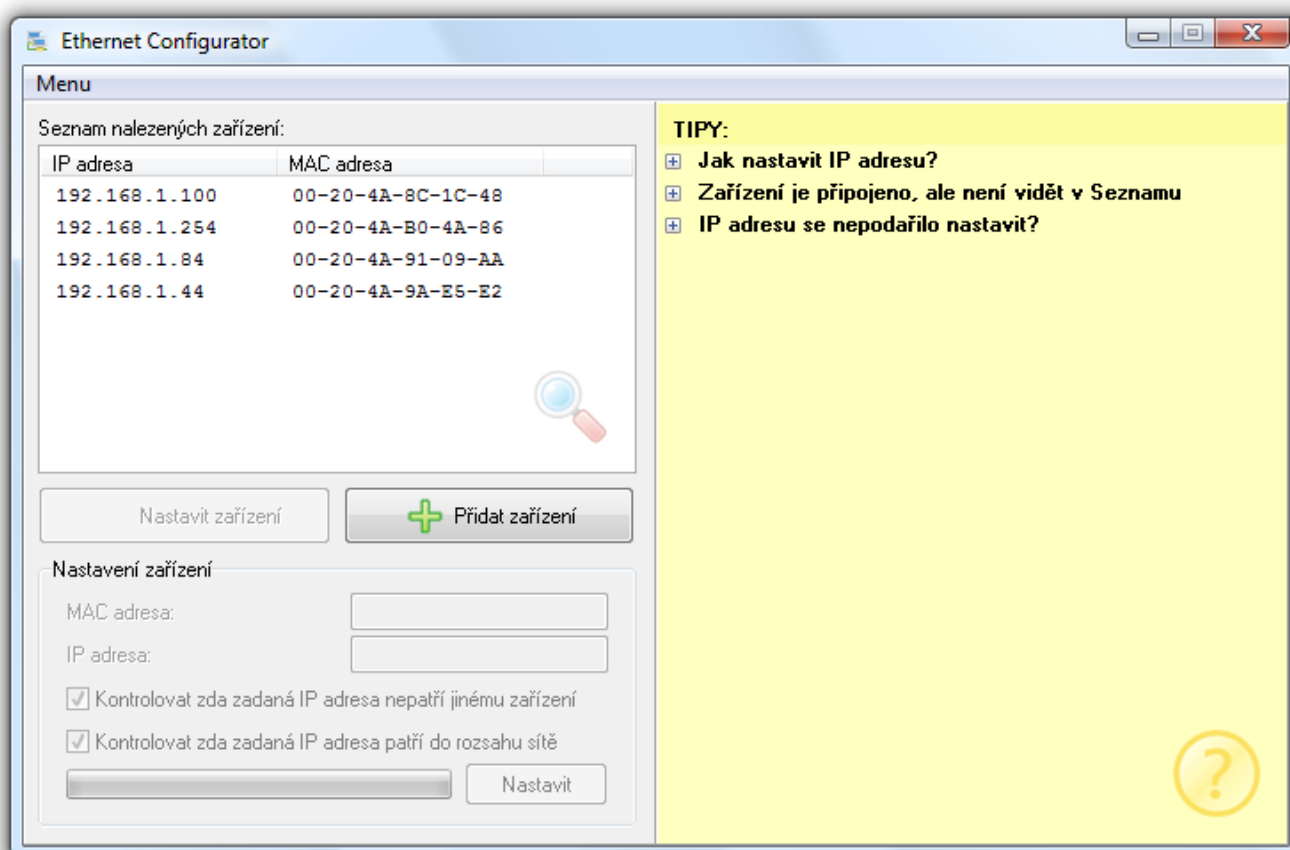 Ethernet Configurator
Menu
Seznam nalezených zařízení:
IP adresa MAC adresa
192.168.1.100 00-20-4A-8C-1C-48
192.168.1.254 00-20-4A-B0-4A-86
192.168.1.84 00-20-4A-91-09-AA
192.168.1.44 00-20-4A-9A-E5-E2
Nastavit zařízení Přidat zařízení
Nastavení zařízení
MAC adresa:
IP adresa:
Kontrolovat zda zadaná IP adresa nepatří jinému zařízení
Kontrolovat zda zadaná IP adresa patří do rozsahu sítě
Nastavit
TIPY:
Jak nastavit IP adresu?
Zařízení je připojeno, ale není vidět v Seznamu
IP adresu se nepodařilo nastavit?
?